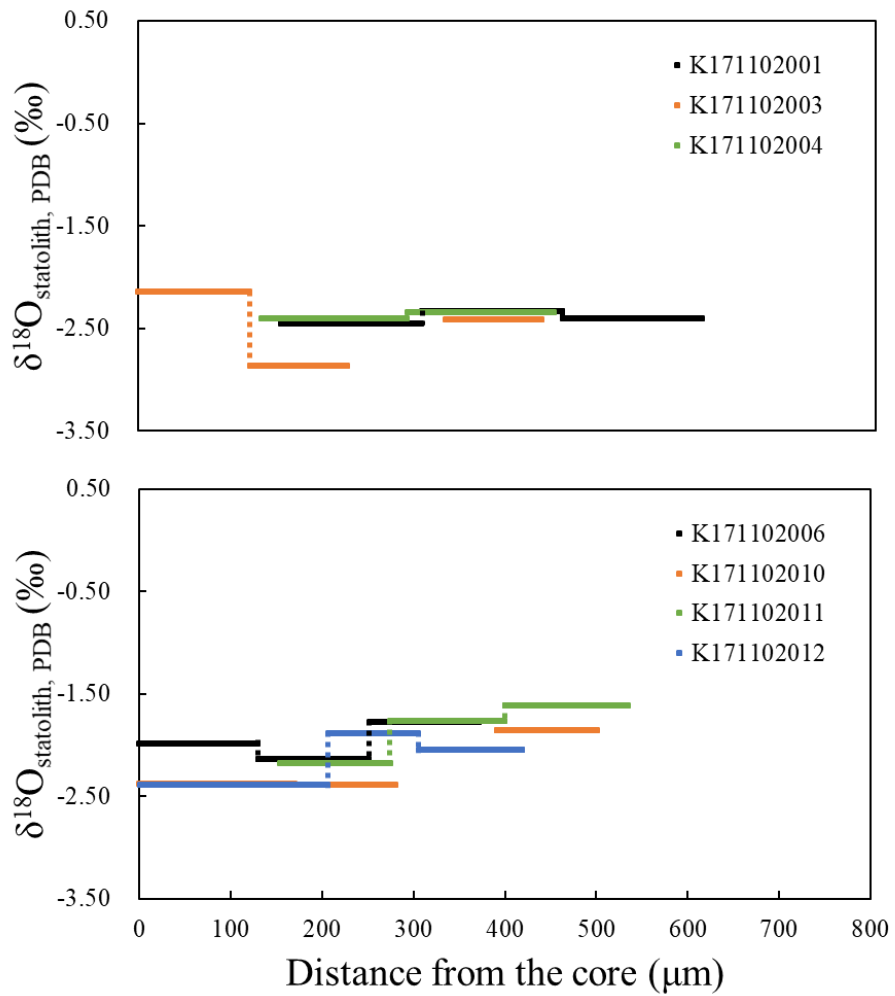 0.50
-0.50
-1.50
-2.50
-3.50
δ18Ostatolith, PDB (‰)
K171102001
K171102003
K171102004
0.50
-0.50
-1.50
-2.50
-3.50
δ18Ostatolith, PDB (‰)
K171102006
K171102010
K171102011
K171102012
0 100 200 300 400 500 600 700 800
Distance from the core (μm)